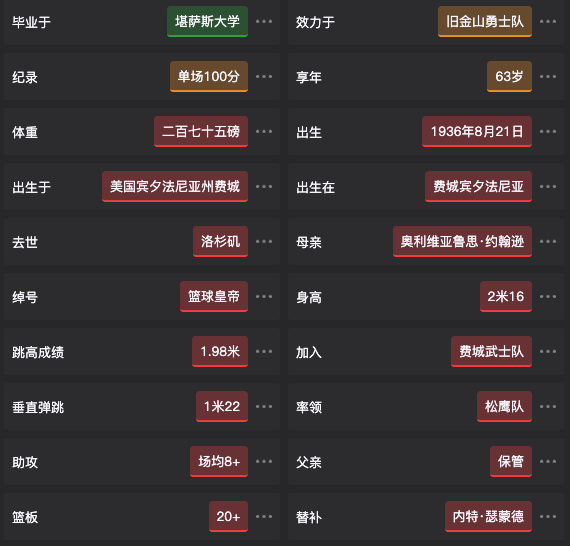 毕业于 堪萨斯大学 效力于 旧金山勇士队
纪录 单场100分 享年 63岁
体重 二百七十五磅 出生 1936年8月21日
出生于 美国宾夕法尼亚州费城 出生在 费城宾夕法尼亚
去世 洛杉矶 母亲 奥利维亚鲁思·约翰逊
绰号 篮球皇帝 身高 2米16
跳高成绩 1.98米 加入 费城武士队
垂直弹跳 1米22 率领 松鹰队
助攻 场均8+ 父亲 保管
篮板 20+ 替补 内特·瑟蒙德